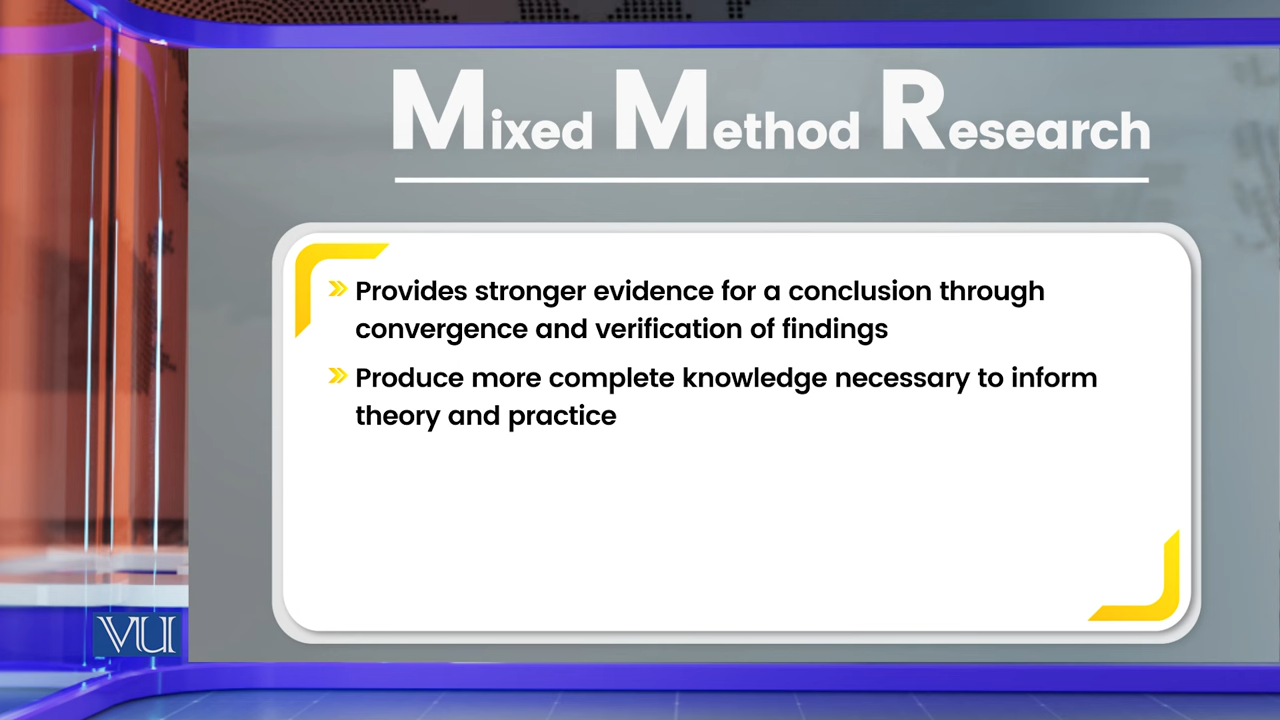 Mixed Method Research
Provides stronger evidence for a conclusion through
convergence and verification of findings
Produce more complete knowledge necessary to inform
theory and practice
VU